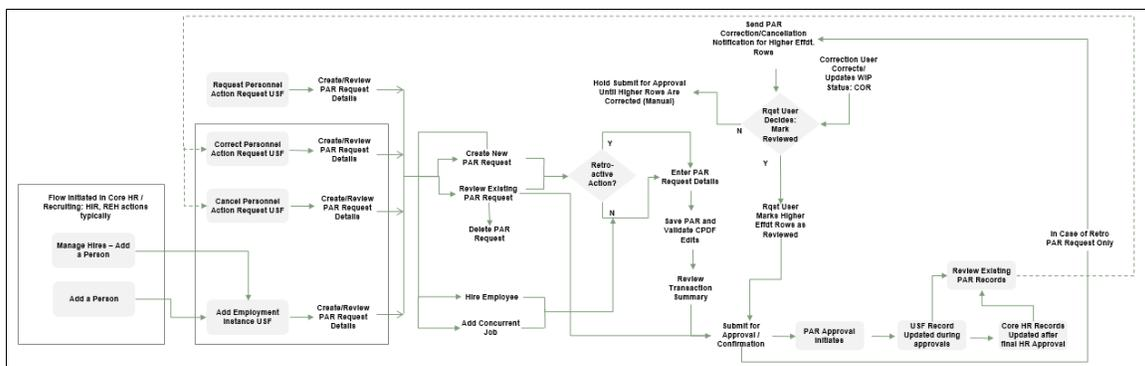 Send PAR
Correction/Cancellation
Notification for Higher Effdt.
Rows
Correction User
Corrects/
Updates WIP
Status: COR
Hold Submit for Approval
Until Higher Rows Are
Corrected (Manual)
Rqst User
Decides:
Mark
Reviewed
N
Y
Request Personnel
Action Request USF
Create/Review
PAR Request
Details
Correct Personnel
Action Request USF
Create/Review
PAR Request
Details
Cancel Personnel
Action Request USF
Create/Review
PAR Request
Details
Flow Initiated in Core HR /
Recruiting: HIR, REH actions
typically
Manage Hires – Add
a Person
Add a Person
Add Employment
Instance USF
Create/Review
PAR Request
Details
Create New
PAR Request
Review Existing
PAR Request
Delete PAR
Request
Hire Employee
Add Concurrent
Job
Retro-
active
Action?
Y
N
Enter PAR
Request Details
Save PAR and
Validate CPDF
Edits
Review
Transaction
Summary
Rqst User
Marks Higher
Effdt Rows as
Reviewed
Submit for
Approval /
Confirmation
PAR Approval
Initiates
USF Record
Updated during
approvals
Core HR Records
Updated after
final HR Approval
Review Existing
PAR Records
In Case of Retro
PAR Request Only